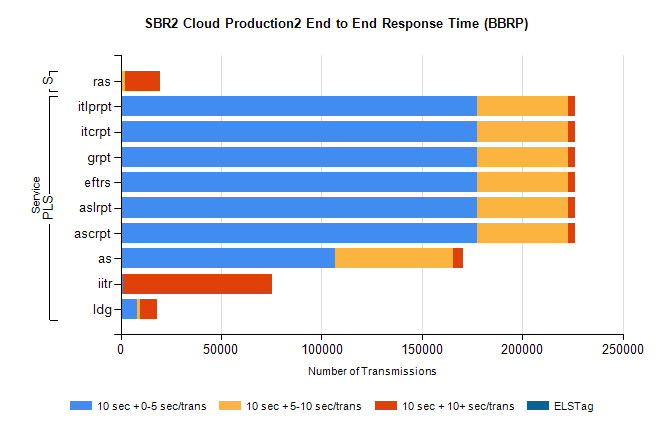 SBR2 Cloud Production2 End to End Response Time (BBRP)
Service
S
PLS
ras
itlprpt
itcrpt
grpt
eftrs
aslrpt
ascrpt
as
iitr
ldg
0 50000 100000 150000 200000 250000
Number of Transmissions
10 sec +0-5 sec/trans 10 sec +5-10 sec/trans 10 sec + 10+ sec/trans ELSTag